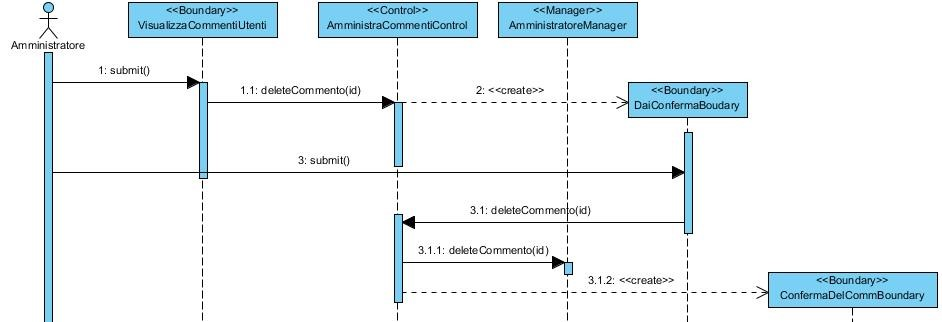 <<Boundary>>
VisualizzaCommentiUtenti
<<Control>>
AmministraCommentiControl
<<Manager>>
AmministratoreManager
Amministratore
1: submit()
1.1: deleteCommento(id)
2: <<create>>
<<Boundary>>
DaiConfermaBoudary
3: submit()
3.1: deleteCommento(id)
3.1.1: deleteCommento(id)
3.1.2: <<create>>
<<Boundary>>
ConfermaDelCommBoundary